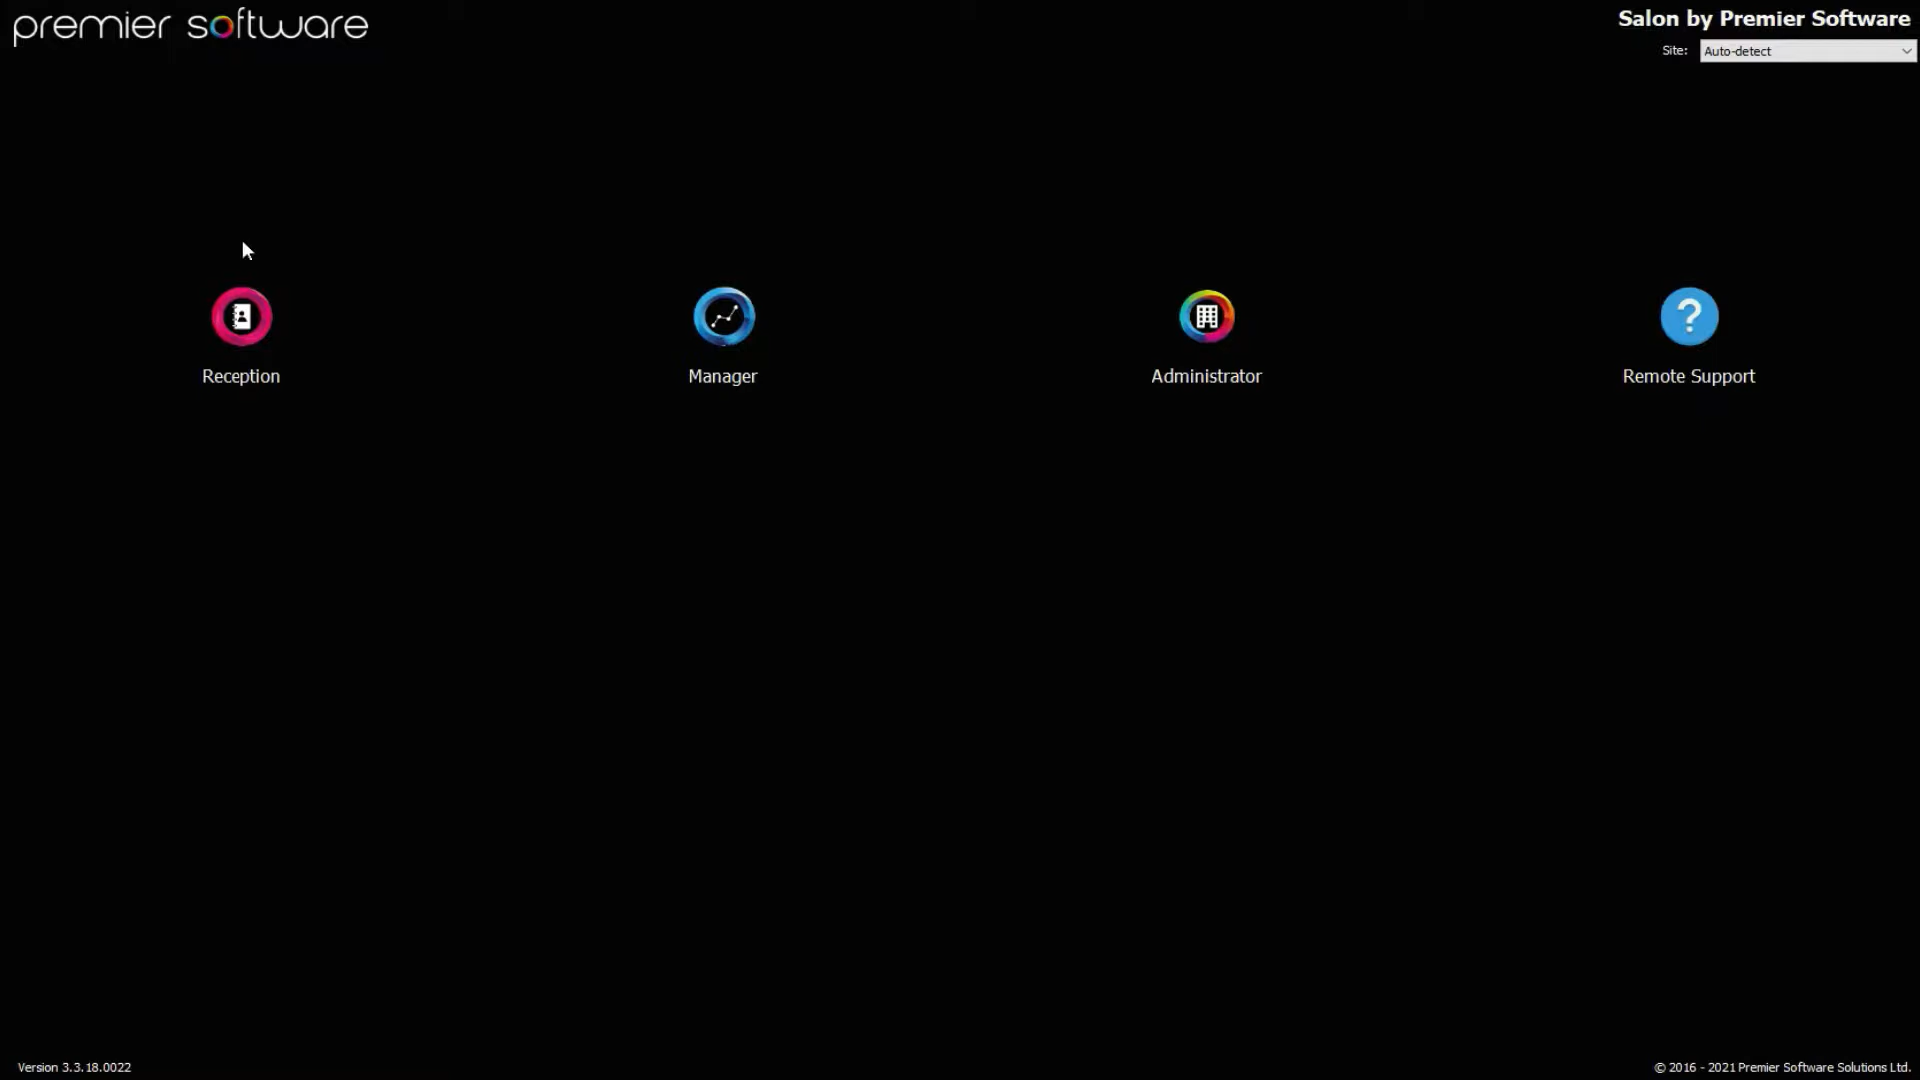 premier software
Salon by Premier Software
Site: Auto-detect
Reception
Manager
Administrator
Remote Support
Version 3.3.18.0022
© 2016 - 2021 Premier Software Solutions Ltd.